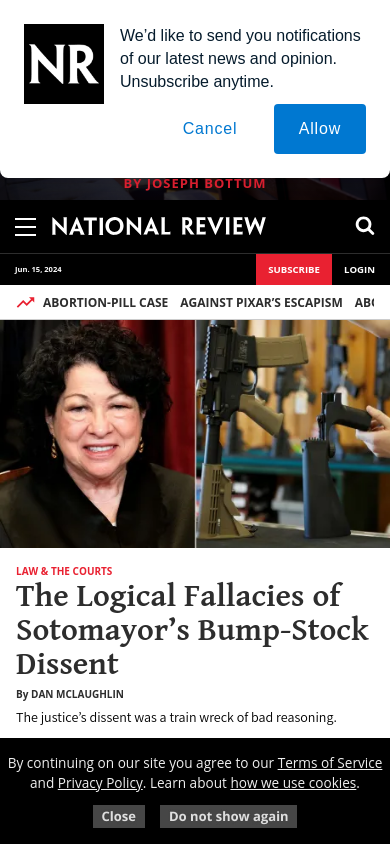 NR
We’d like to send you notifications
of our latest news and opinion.
Unsubscribe anytime.
Cancel
Allow
BY JOSEPH BOTTUM
NATIONAL REVIEW
Jun. 15, 2024
SUBSCRIBE
LOGIN
ABORTION-PILL CASE AGAINST PIXAR’S ESCAPISM
LAW & THE COURTS
The Logical Fallacies of
Sotomayor’s Bump-Stock
Dissent
By DAN MCLAUGHLIN
The justice’s dissent was a train wreck of bad reasoning.
By continuing on our site you agree to our Terms of Service
and Privacy Policy. Learn about how we use cookies.
Close
Do not show again